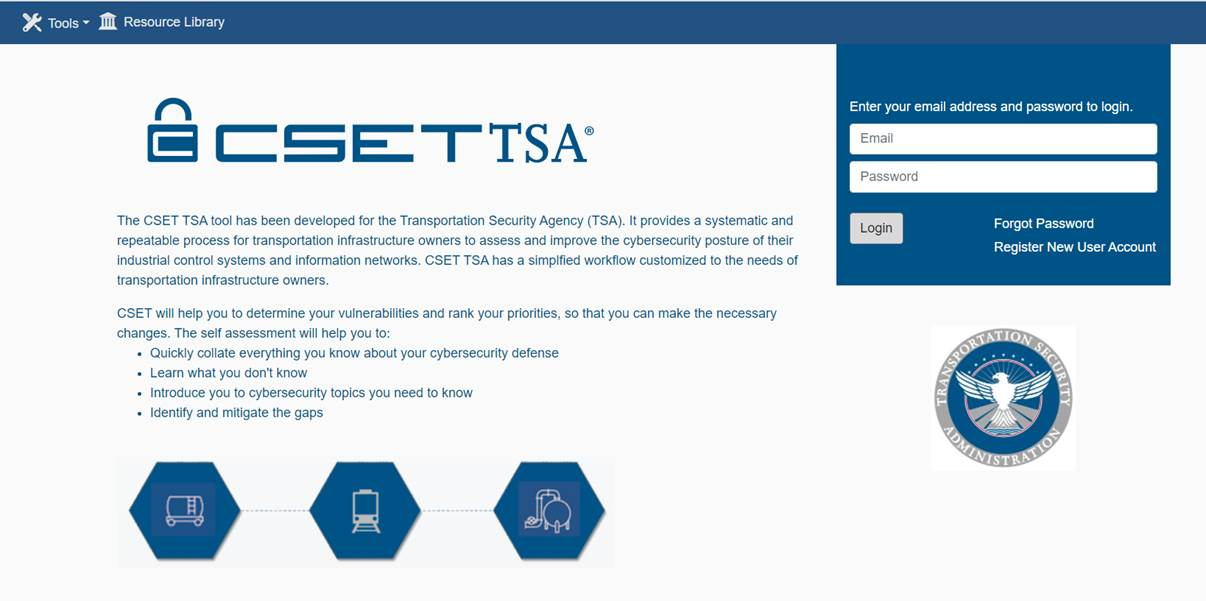 Tools
Resource Library
CSET TSA®
The CSET TSA tool has been developed for the Transportation Security Agency (TSA). It provides a systematic and
repeatable process for transportation infrastructure owners to assess and improve the cybersecurity posture of their
industrial control systems and information networks. CSET TSA has a simplfied workflow customized to the needs of
transportation infrastructure owners.
CSET will help you to determine your vulnerabilities and rank your priorities, so that you can make the necessary
changes. The self assessment will help you to:
• Quickly collate everything you know about your cybersecurity defense
• Learn what you don't know
• Introduce you to cybersecurity topics you need to know
• Identify and mitigate the gaps
Enter your email address and password to login.
Email
Password
Login
Forgot Password
Register New User Account
TRANSPORTATION SECURITY
ADMINISTRATION